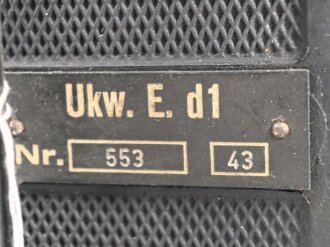 Ukw. E. d1
Nr. 553 43